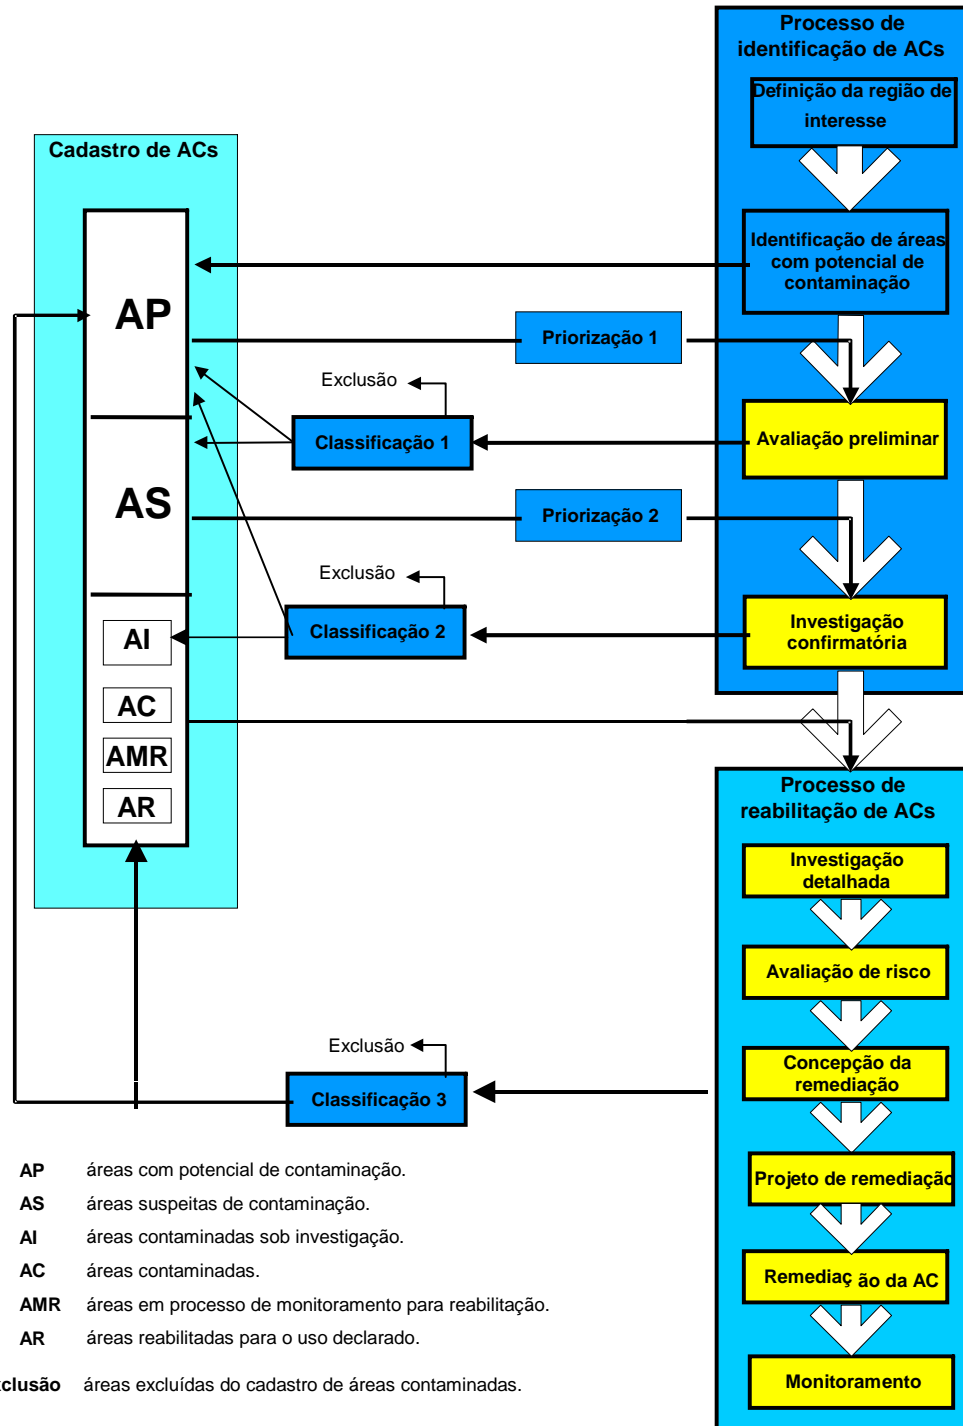 Processo de
identificação de ACs
Definição da região de
interesse
Cadastro de ACs
Identificação de áreas
com potencial de
contaminação
AP
Priorização 1
Exclusão
Classificação 1
Avaliação preliminar
AS
Priorização 2
Exclusão
Classificação 2
Investigação
confirmatória
AI
AC
AMR
AR
Processo de
reabilitação de ACs
Investigação
detalhada
Avaliação de risco
Concepção da
remediação
Exclusão
Classificação 3
Projeto de remediação
Remediaç ão da AC
Monitoramento
AP áreas com potencial de contaminação.
AS áreas suspeitas de contaminação.
AI áreas contaminadas sob investigação.
AC áreas contaminadas.
AMR áreas em processo de monitoramento para reabilitação.
AR áreas reabilitadas para o uso declarado.
clusão áreas excluídas do cadastro de áreas contaminadas.